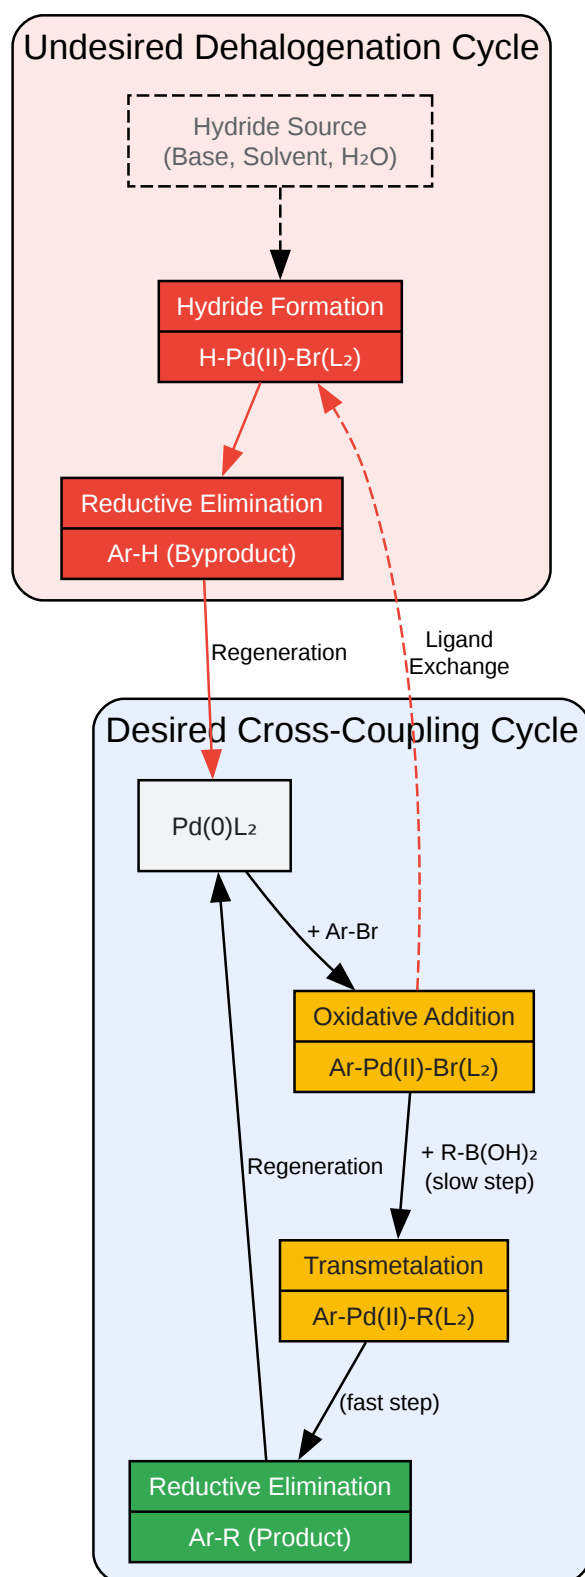 Undesired Dehalogenation Cycle
Hydride Source
(Base, Solvent, H₂O)
Hydride Formation
H-Pd(II)-Br(L₂)
Reductive Elimination
Ar-H (Byproduct)
Regeneration
Ligand
Exchange
Desired Cross-Coupling Cycle
Pd(0)L₂
+ Ar-Br
Oxidative Addition
Ar-Pd(II)-Br(L₂)
+ R-B(OH)₂
(slow step)
Regeneration
Transmetalation
Ar-Pd(II)-R(L₂)
(fast step)
Reductive Elimination
Ar-R (Product)